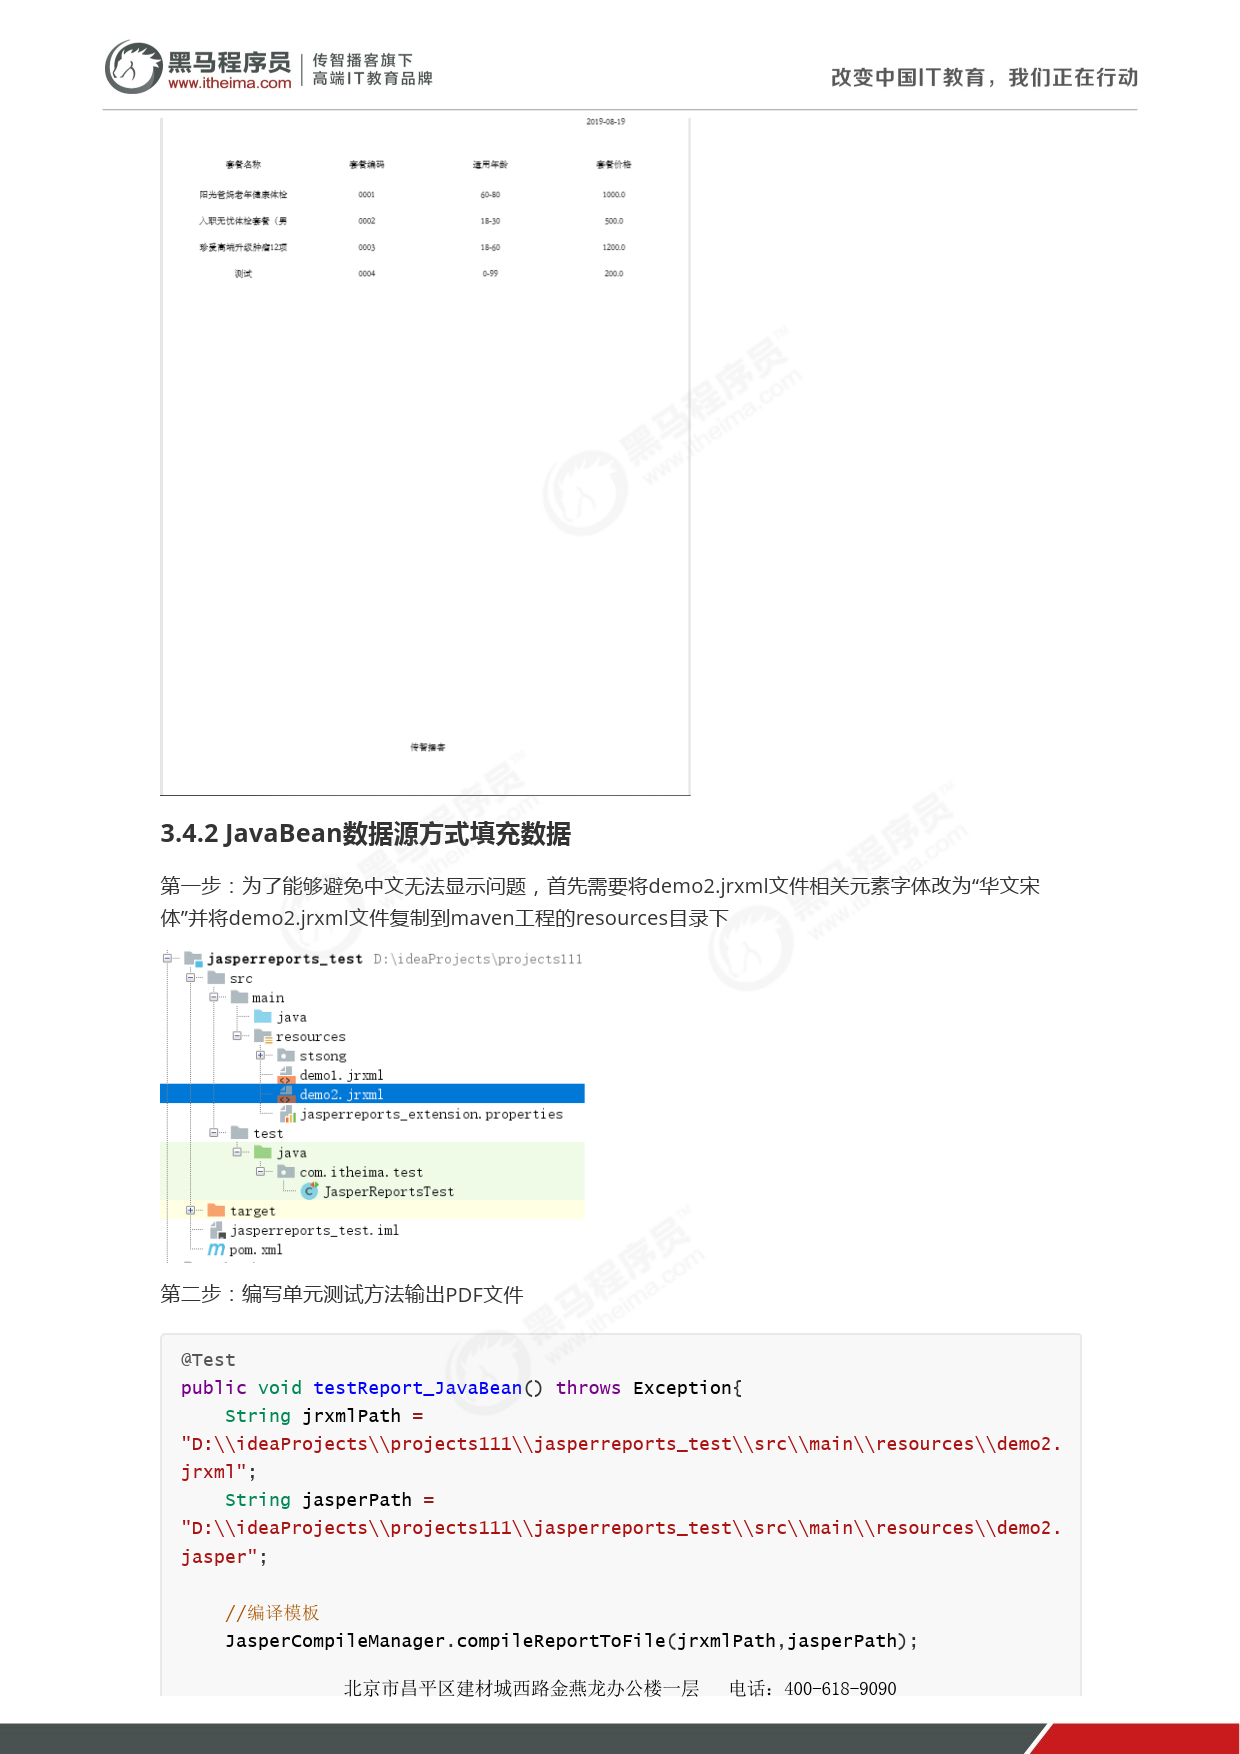 黑马程序员
www.itheima.com
传智播客旗下
高端IT教育品牌
改变中国IT教育，我们正在行动
2019-08-19
套餐名称 套餐编码 适用年龄 套餐价格
阳光爸妈老年健康体检 0001 60-80 1000.0
入职无忧体检套餐（男 0002 18-30 500.0
珍爱高端升级肿瘤12项 0003 18-60 1200.0
测试 0004 0-99 200.0
传智播客
3.4.2 JavaBean数据源方式填充数据
第一步：为了能够避免中文无法显示问题，首先需要将demo2.jrxml文件相关元素字体改为“华文宋
体”并将demo2.jrxml文件复制到maven工程的resources目录下
jasperreports_test D:\ideaProjects\projects111
src
main
java
resources
stsong
demo1.jrxml
demo2.jrxml
jasperreports_extension.properties
test
java
com.itheima.test
JasperReportsTest
target
jasperreports_test.iml
pom.xml
第二步：编写单元测试方法输出PDF文件
@Test
public void testReport_JavaBean() throws Exception{
    String jrxmlPath =
"D:\\ideaProjects\\projects111\\jasperreports_test\\src\\main\\resources\\demo2.
jrxml";
    String jasperPath =
"D:\\ideaProjects\\projects111\\jasperreports_test\\src\\main\\resources\\demo2.
jasper";
    //编译模板
    JasperCompileManager.compileReportToFile(jrxmlPath,jasperPath);
北京市昌平区建材城西路金燕龙办公楼一层 电话：400-618-9090